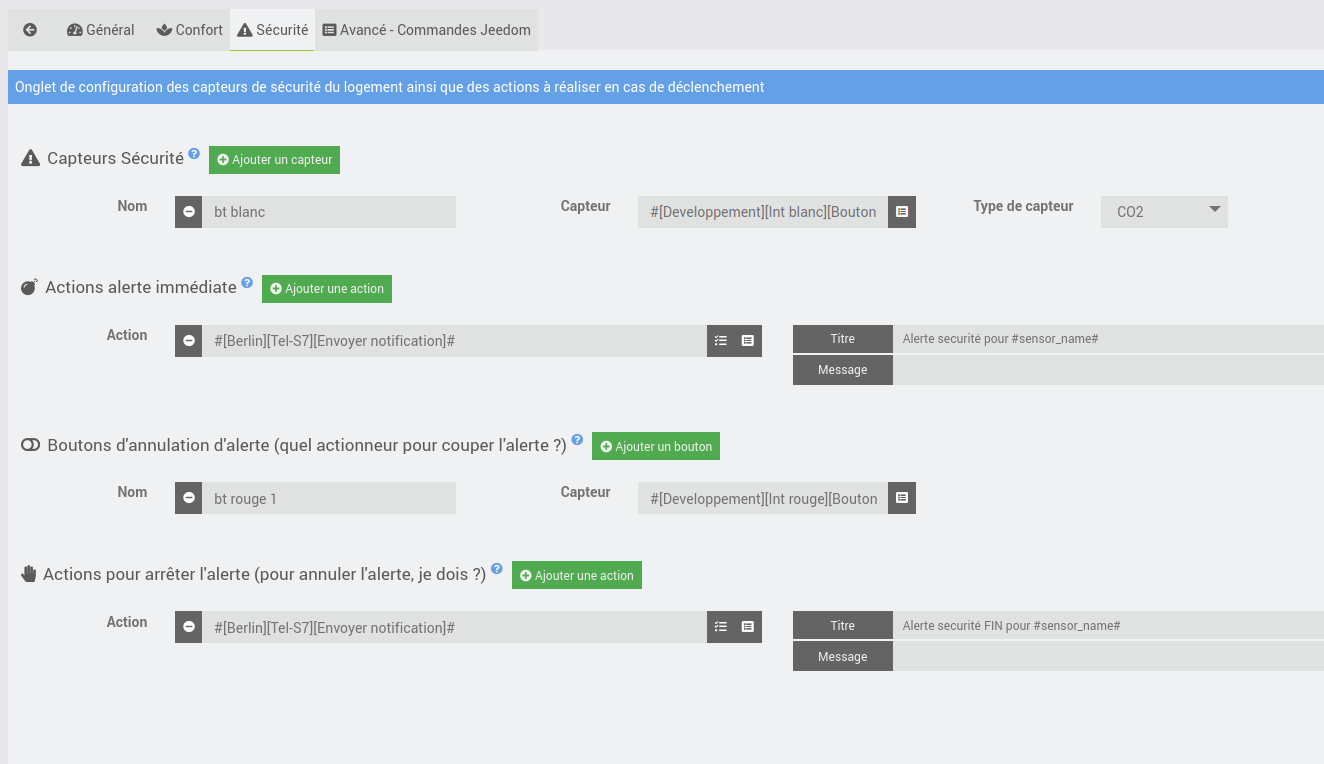 Général Confort Sécurité Avancé - Commandes Jeedom
Onglet de configuration des capteurs de sécurité du logement ainsi que des actions à réaliser en cas de déclenchement
Capteurs Sécurité ? Ajouter un capteur
Nom bt blanc Capteur #[Developpement][Int blanc][Bouton Type de capteur CO2
Actions alerte immédiate ? Ajouter une action
Action #[Berlin][Tel-S7][Envoyer notification]# Titre Alerte securité pour #sensor_name#
Message
Boutons d'annulation d'alerte (quel actionneur pour couper l'alerte ?) ? Ajouter un bouton
Nom bt rouge 1 Capteur #[Developpement][Int rouge][Bouton
Actions pour arrêter l'alerte (pour annuler l'alerte, je dois ?) ? Ajouter une action
Action #[Berlin][Tel-S7][Envoyer notification]# Titre Alerte securité FIN pour #sensor_name#
Message